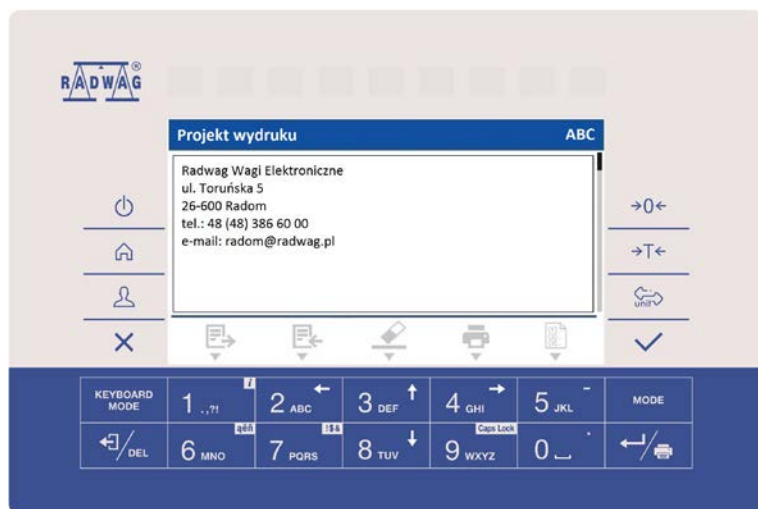 RADWAG®
Projekt wydruku ABC
Radwag Wagi Elektroniczne
ul. Toruńska 5
26-600 Radom
tel.: 48 (48) 386 60 00
e-mail: radom@radwag.pl
→0←
→T←
unit
KEYBOARD MODE
1 .,?! i
2 ABC ←
3 DEF ↑
4 GHI →
5 JKL -
MODE
/DEL
6 MNO ąëñ
7 PQRS !$&
8 TUV ↓
9 WXYZ Caps Lock
0 .